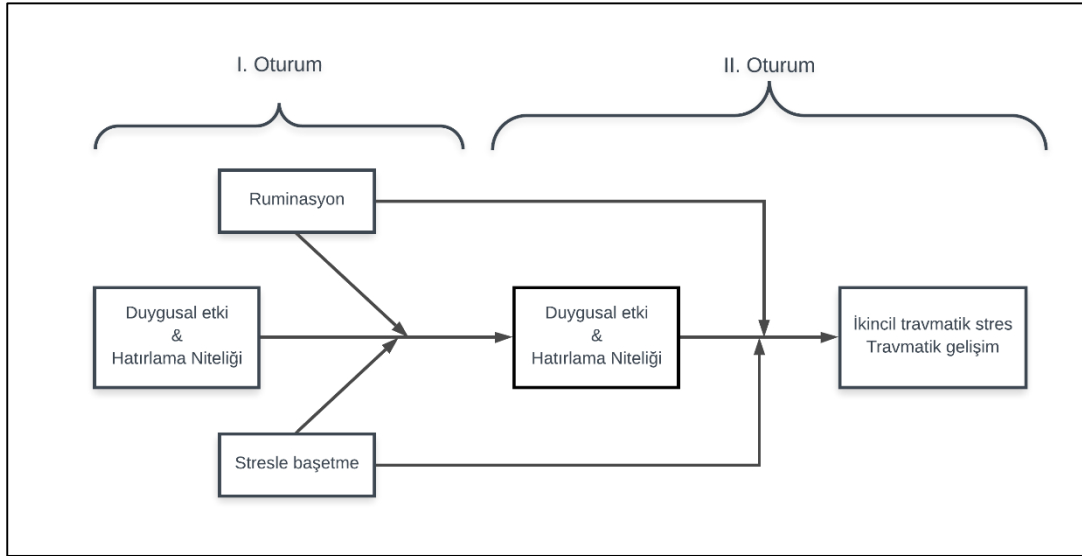 I. Oturum
II. Oturum
Ruminasyon
Duygusal etki
&
Hatırlama Niteliği
Duygusal etki
&
Hatırlama Niteliği
İkincil travmatik stres
Travmatik gelişim
Stresle başetme